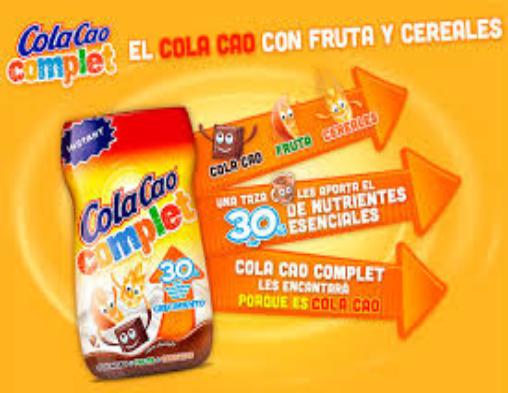 ColaCao
complet
EL COLA CAO CON FRUTA Y CEREALES
COLA CAO
FRUTA
CEREALES
UNA TAZA LES APORTA EL
30%
DE NUTRIENTES
ESENCIALES
COLA CAO COMPLET
LES ENCANTARÁ
PORQUE ES COLA CAO
INSTANT
ColaCao
complet
30%
CRECIMIENTO